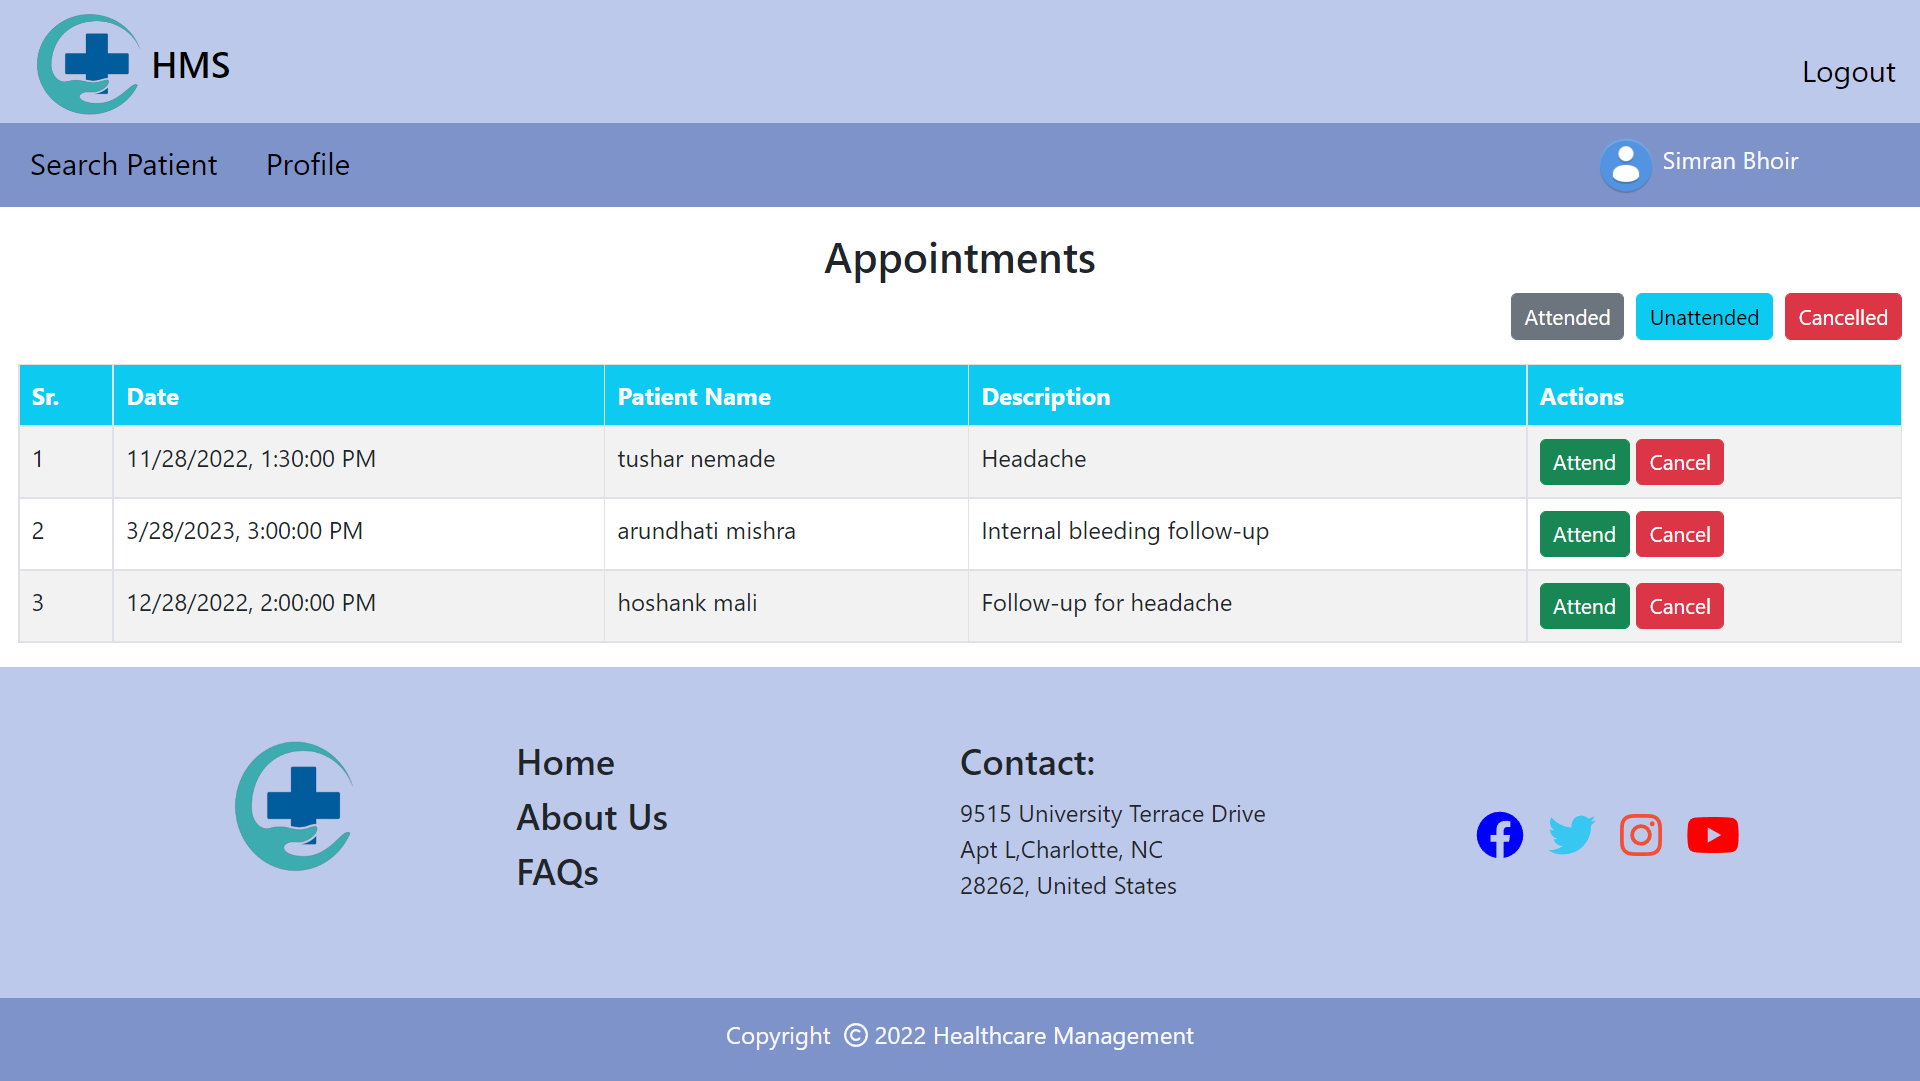 HMS
Logout
Search Patient Profile Simran Bhoir
Appointments
Attended Unattended Cancelled
Sr. Date Patient Name Description Actions
1 11/28/2022, 1:30:00 PM tushar nemade Headache Attend Cancel
2 3/28/2023, 3:00:00 PM arundhati mishra Internal bleeding follow-up Attend Cancel
3 12/28/2022, 2:00:00 PM hoshank mali Follow-up for headache Attend Cancel
Home
About Us
FAQs
Contact:
9515 University Terrace Drive
Apt L,Charlotte, NC
28262, United States
Copyright © 2022 Healthcare Management